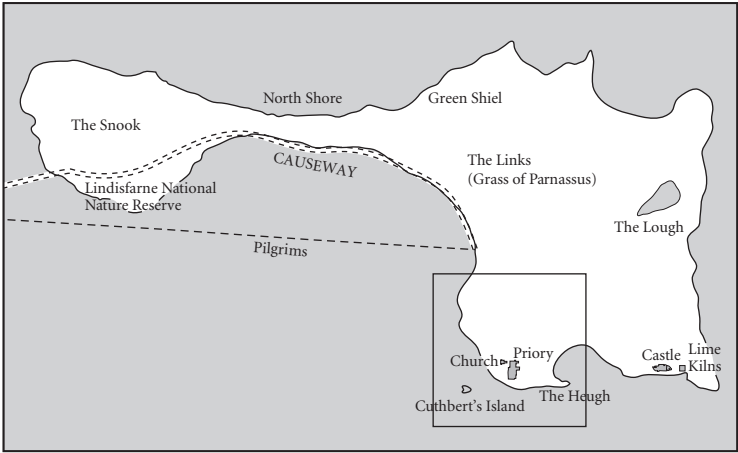 North Shore
Green Shiel
The Snook
CAUSEWAY
The Links
(Grass of Parnassus)
Lindisfarne National
Nature Reserve
The Lough
Pilgrims
Church
Priory
Castle
Lime
Kilns
The Heugh
Cuthbert's Island